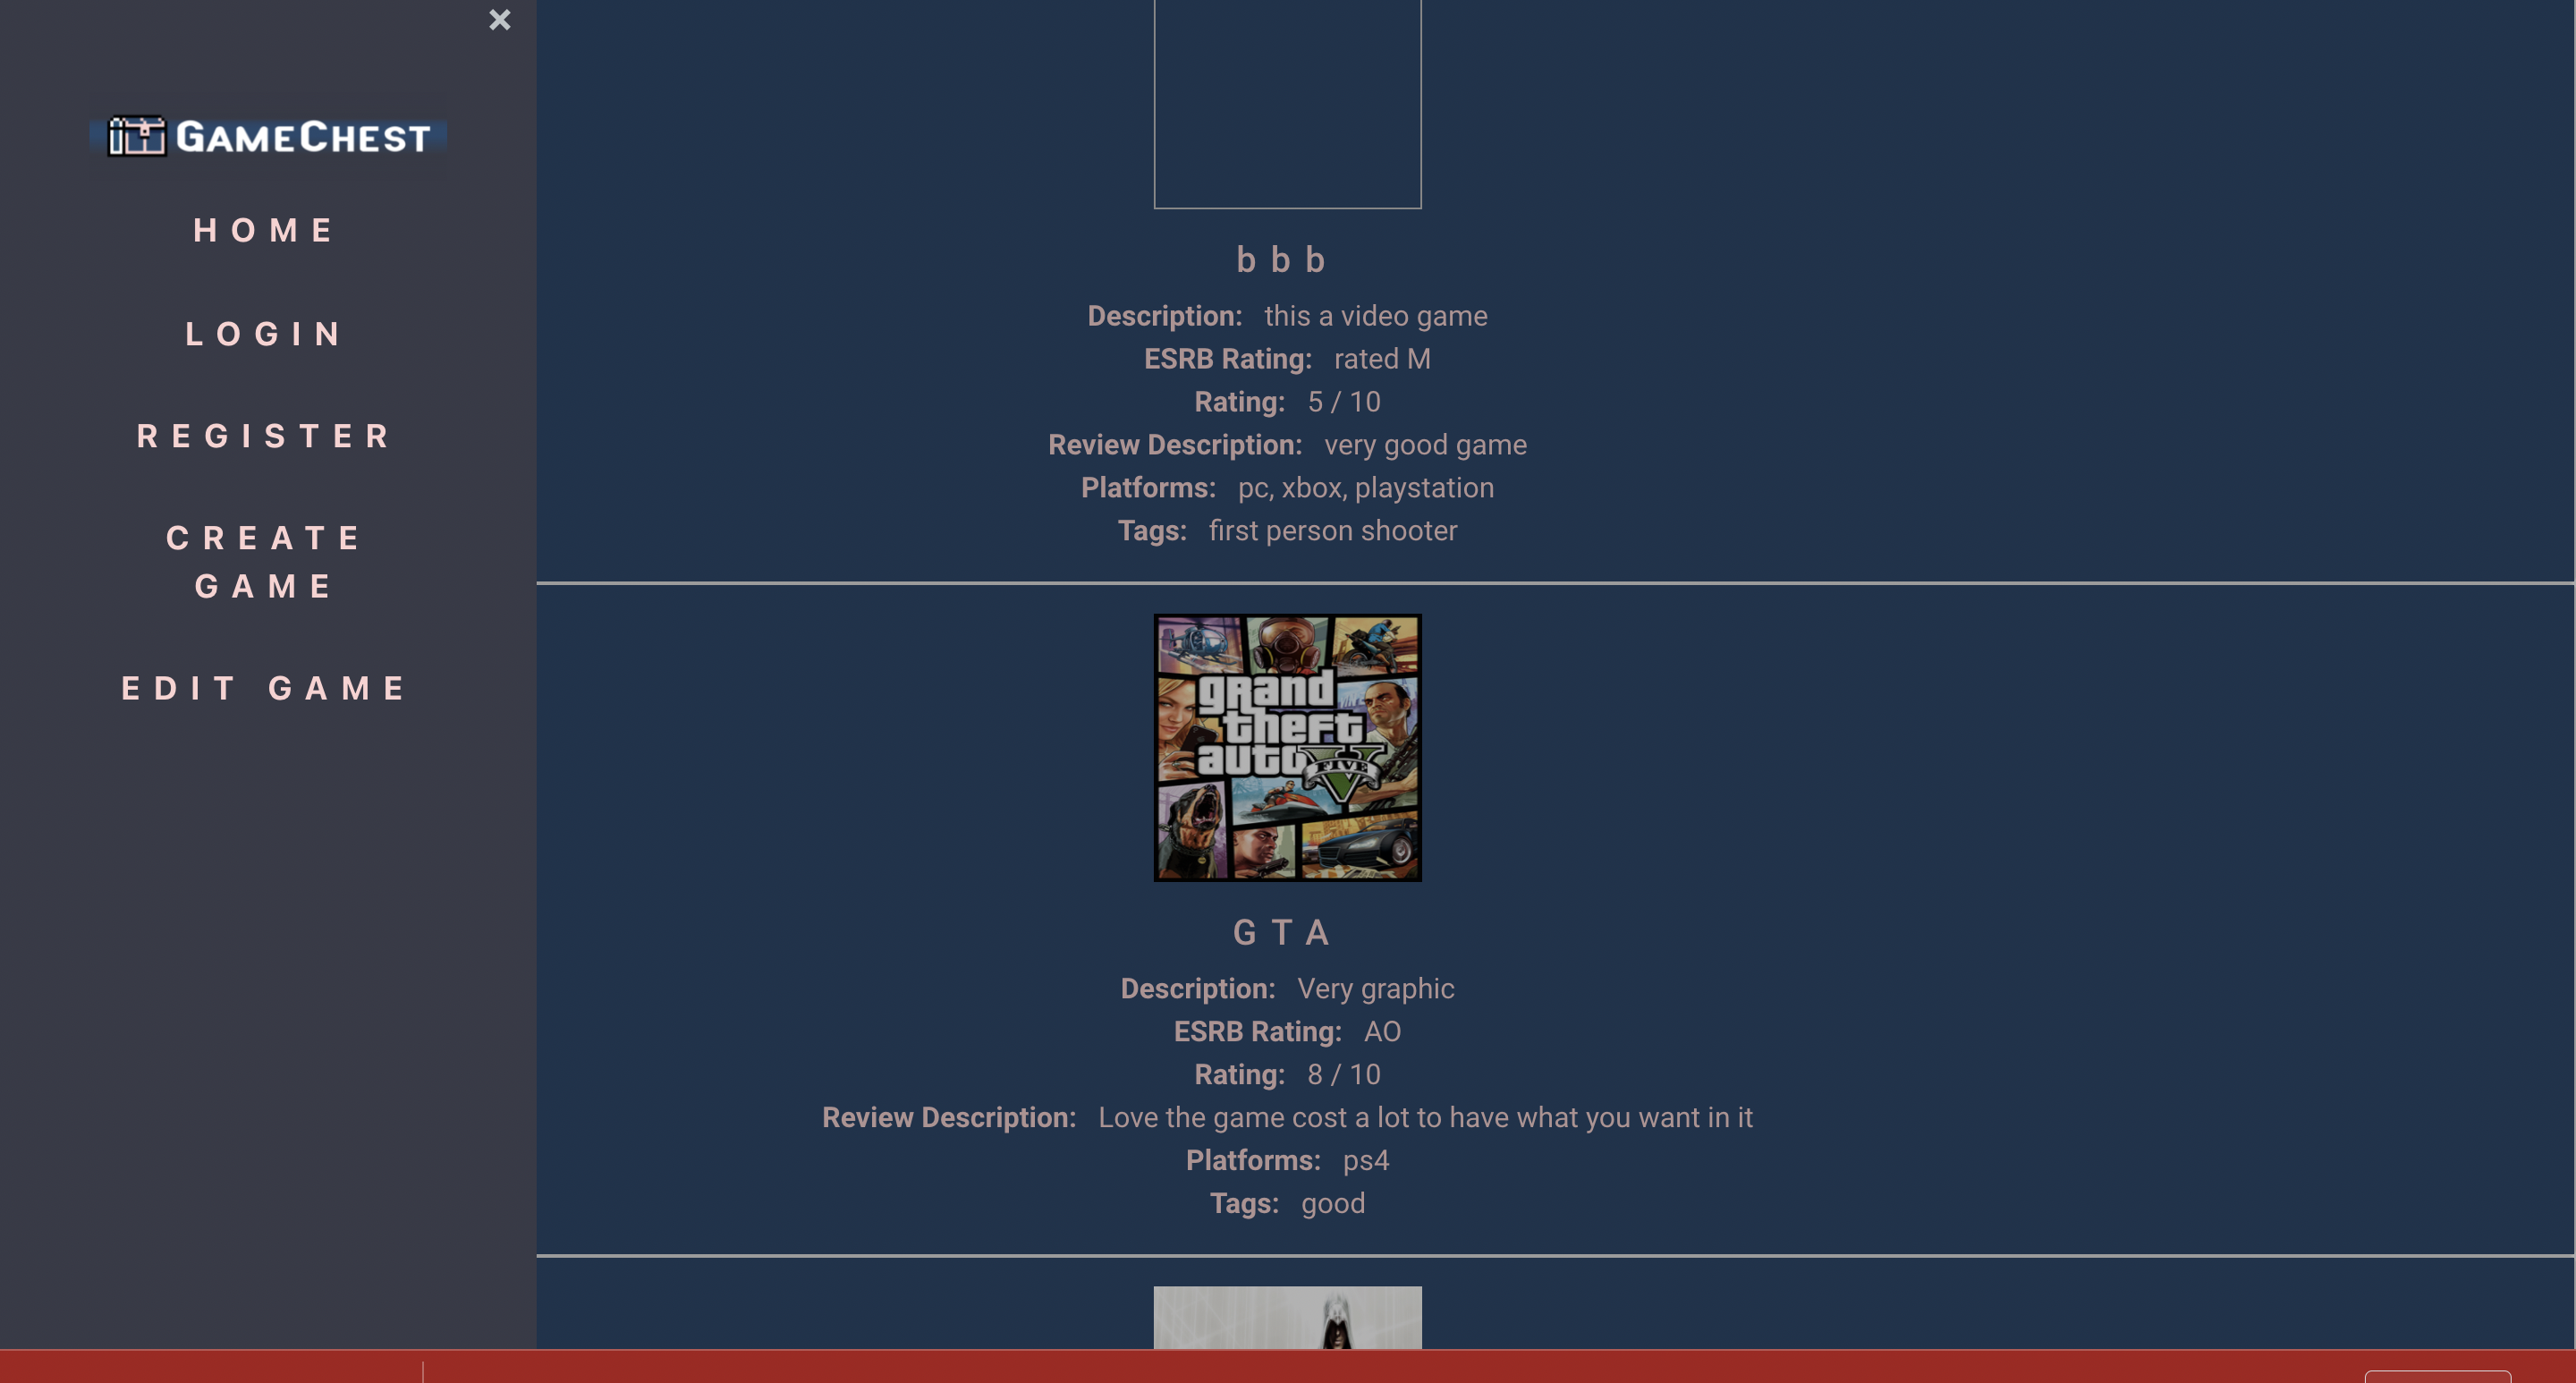 ×
GAMECHEST
HOME
LOGIN
REGISTER
CREATE
GAME
EDIT GAME
bbb
Description: this a video game
ESRB Rating: rated M
Rating: 5 / 10
Review Description: very good game
Platforms: pc, xbox, playstation
Tags: first person shooter
grand
theft
auto
FIVE
GTA
Description: Very graphic
ESRB Rating: AO
Rating: 8 / 10
Review Description: Love the game cost a lot to have what you want in it
Platforms: ps4
Tags: good